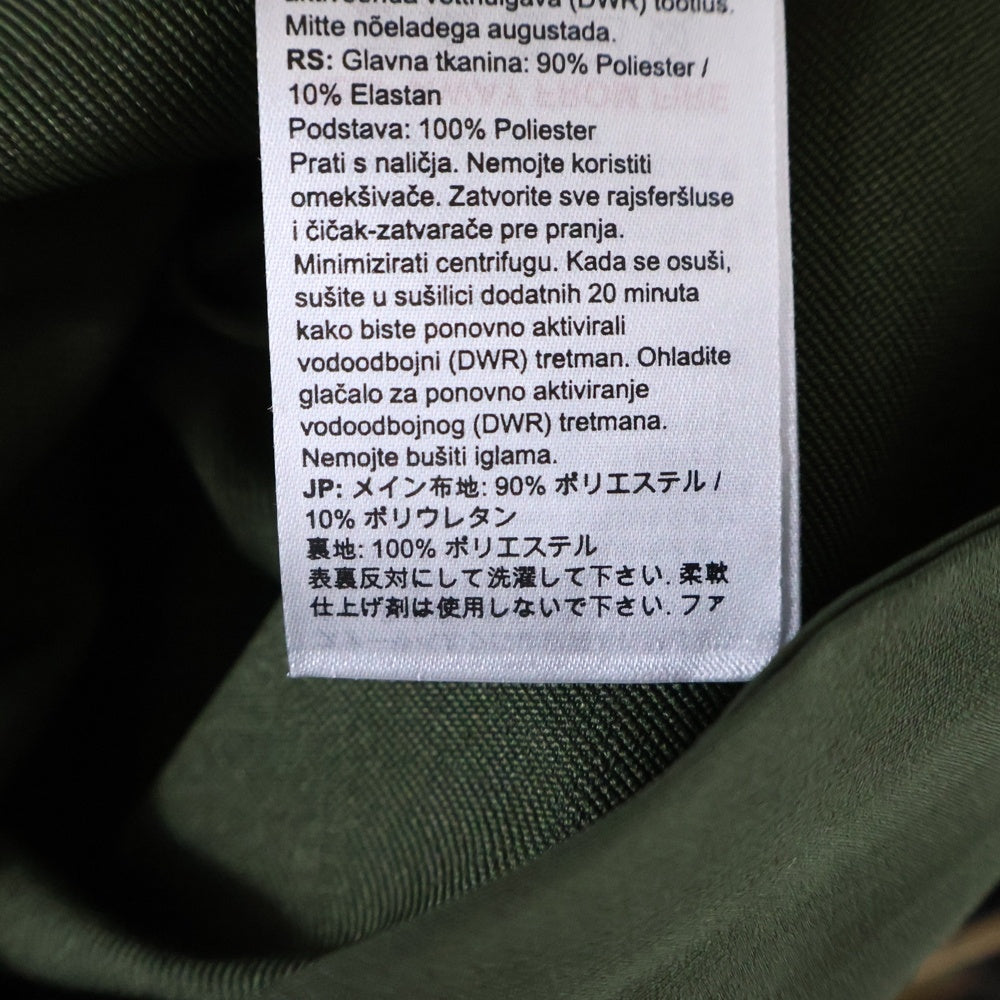 (DWR) töötlus.
Mitte nõeladega augustada.
RS: Glavna tkanina: 90% Poliester /
10% Elastan
Podstava: 100% Poliester
Prati s naličja. Nemojte koristiti
omekšivače. Zatvorite sve rajsferšluse
i čičak-zatvarače pre pranja.
Minimizirati centrifugu. Kada se osuši,
sušite u sušilici dodatnih 20 minuta
kako biste ponovno aktivirali
vodoodbojni (DWR) tretman. Ohladite
glačalo za ponovno aktiviranje
vodoodbojnog (DWR) tretmana.
Nemojte bušiti iglama.
JP: メイン布地: 90% ポリエステル /
10% ポリウレタン
裏地: 100% ポリエステル
表裏反対にして洗濯して下さい. 柔軟
仕上げ剤は使用しないで下さい. ファ